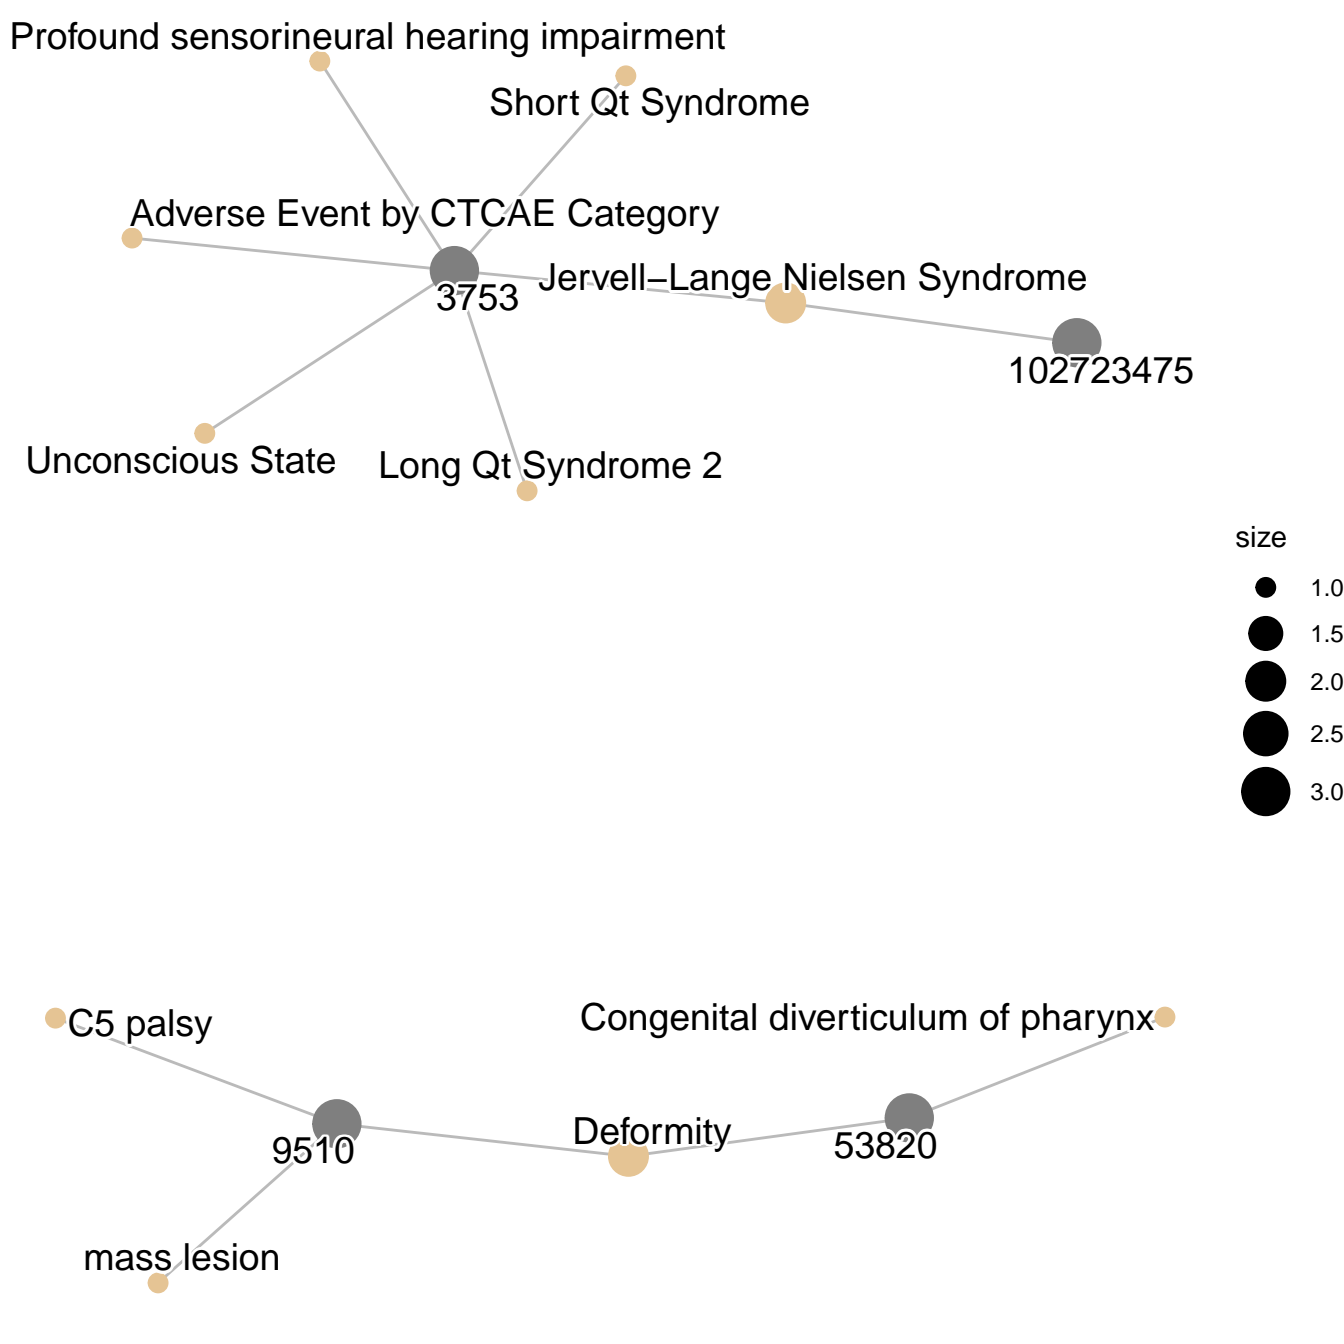 Profound sensorineural hearing impairment
Short Qt Syndrome
Adverse Event by CTCAE Category
Jervell−Lange Nielsen Syndrome
3753
102723475
Unconscious State
Long Qt Syndrome 2
size
1.0
1.5
2.0
2.5
3.0
C5 palsy
Congenital diverticulum of pharynx
Deformity
9510
53820
mass lesion